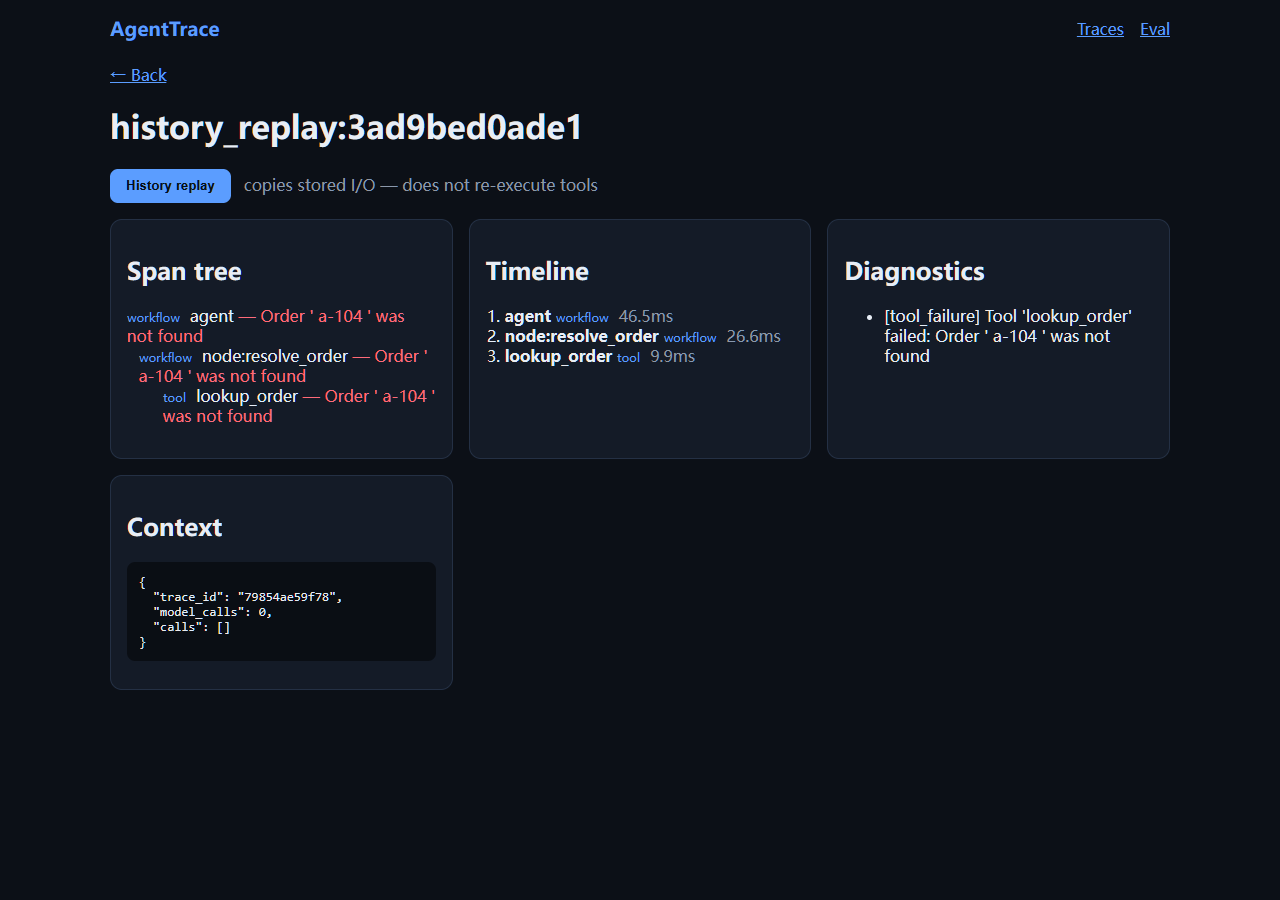 AgentTrace
Traces
Eval
← Back
history_replay:3ad9bed0ade1
History replay
copies stored I/O — does not re-execute tools
Span tree
workflow agent — Order ' a-104 ' was
not found
workflow node:resolve_order — Order '
a-104 ' was not found
tool lookup_order — Order ' a-104 '
was not found
Timeline
1. agent workflow 46.5ms
2. node:resolve_order workflow 26.6ms
3. lookup_order tool 9.9ms
Diagnostics
• [tool_failure] Tool 'lookup_order'
failed: Order ' a-104 ' was not
found
Context
{
"trace_id": "79854ae59f78",
"model_calls": 0,
"calls": []
}